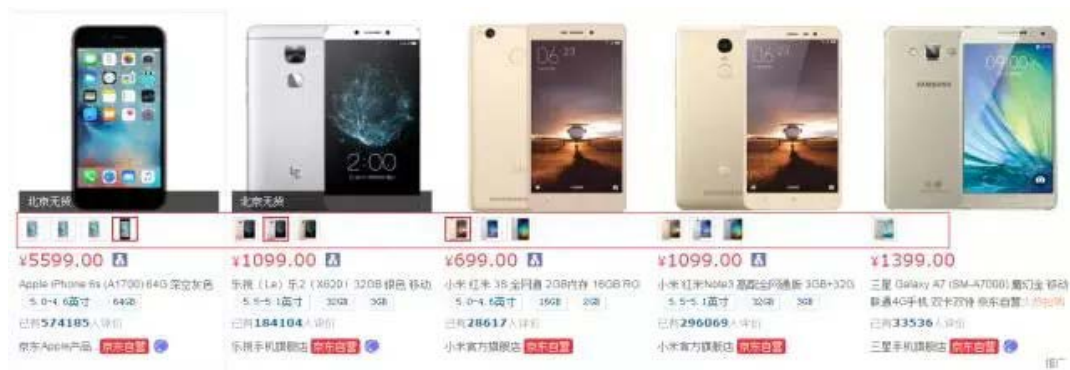 06 23
06 27
09:00
SAMSUNG
2:00
北京无货
北京无货
¥5599.00
¥1099.00
¥699.00
¥1099.00
¥1399.00
Apple iPhone 6s (A1700) 64G 深空灰色
乐视（Le）乐2（X620）32GB 银色 移动
小米 红米 3S 全网通 2GB内存 16GB RO
小米 红米Note3 高配全网通版 3GB+32G
三星 Galaxy A7 (SM-A7000) 魔幻金 移动
联通4G手机 双卡双待 京东自营
5.0-4.6英寸 64GB
5.5-5.1英寸 32GB 3GB
5.0-4.6英寸 16GB 2GB
5.5-5.1英寸 32GB 3GB
已有574185人评价
已有184104人评价
已有28617人评价
已有296069人评价
已有33536人评价
京东Apple产品... 京东自营
乐视手机旗舰店 京东自营
小米官方旗舰店 京东自营
小米官方旗舰店 京东自营
三星手机旗舰店 京东自营
推广